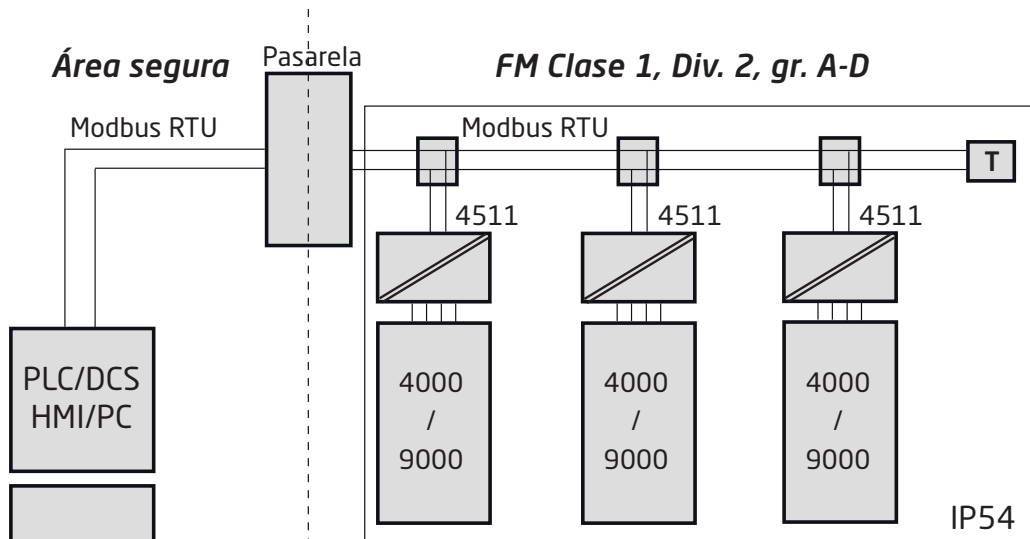 Área segura
Pasarela
FM Clase 1, Div. 2, gr. A-D
Modbus RTU
Modbus RTU
T
4511
4511
4511
PLC/DCS
HMI/PC
4000
/
9000
4000
/
9000
4000
/
9000
IP54